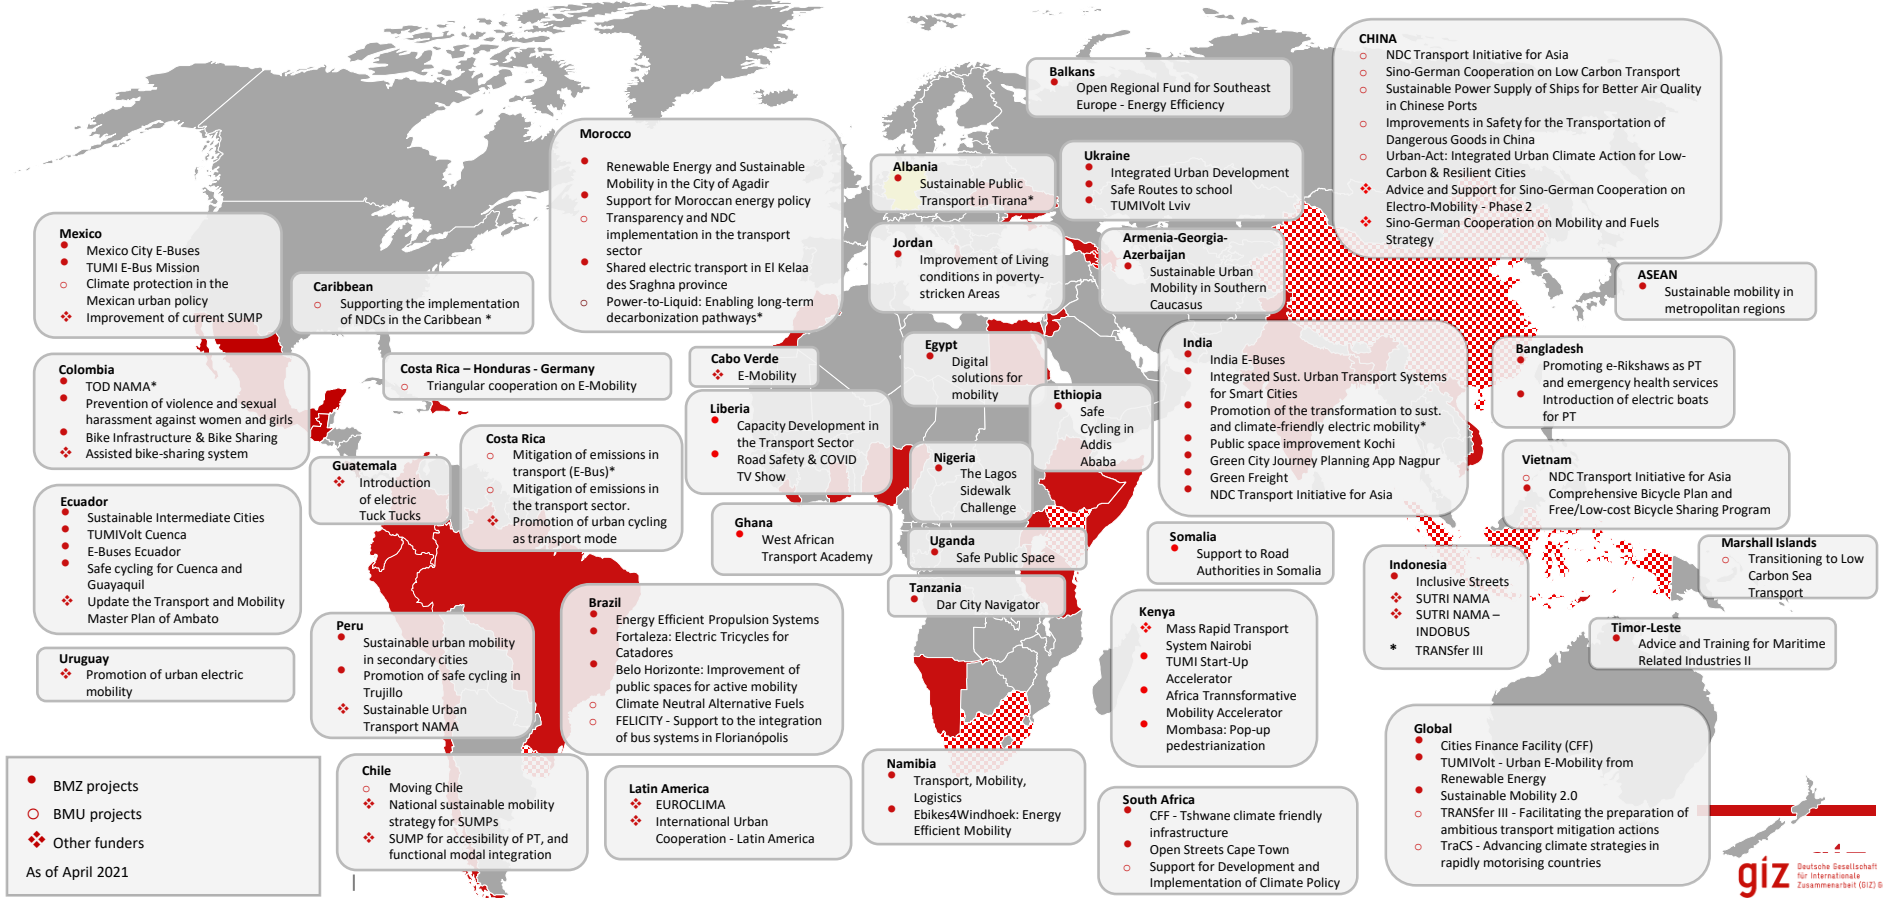 CHINA
NDC Transport Initiative for Asia
Sino-German Cooperation on Low Carbon Transport
Sustainable Power Supply of Ships for Better Air Quality
in Chinese Ports
Improvements in Safety for the Transportation of
Dangerous Goods in China
Urban-Act: Integrated Urban Climate Action for Low-
Carbon & Resilient Cities
Advice and Support for Sino-German Cooperation on
Electro-Mobility - Phase 2
Sino-German Cooperation on Mobility and Fuels
Strategy
Balkans
Open Regional Fund for Southeast
Europe - Energy Efficiency
Morocco
Renewable Energy and Sustainable
Mobility in the City of Agadir
Support for Moroccan energy policy
Transparency and NDC
implementation in the transport
sector
Shared electric transport in El Kelaa
des Sraghna province
Power-to-Liquid: Enabling long-term
decarbonization pathways*
Albania
Sustainable Public
Transport in Tirana*
Ukraine
Integrated Urban Development
Safe Routes to school
TUMIVolt Lviv
Mexico
Mexico City E-Buses
TUMI E-Bus Mission
Climate protection in the
Mexican urban policy
Improvement of current SUMP
Caribbean
Supporting the implementation
of NDCs in the Caribbean *
Jordan
Improvement of Living
conditions in poverty-
stricken Areas
Armenia-Georgia-
Azerbaijan
Sustainable Urban
Mobility in Southern
Caucasus
ASEAN
Sustainable mobility in
metropolitan regions
Colombia
TOD NAMA*
Prevention of violence and sexual
harassment against women and girls
Bike Infrastructure & Bike Sharing
Assisted bike-sharing system
Costa Rica – Honduras - Germany
Triangular cooperation on E-Mobility
Cabo Verde
E-Mobility
Egypt
Digital
solutions for
mobility
India
India E-Buses
Integrated Sust. Urban Transport Systems
for Smart Cities
Promotion of the transformation to sust.
and climate-friendly electric mobility*
Public space improvement Kochi
Green City Journey Planning App Nagpur
Green Freight
NDC Transport Initiative for Asia
Bangladesh
Promoting e-Rikshaws as PT
and emergency health services
Introduction of electric boats
for PT
Liberia
Capacity Development in
the Transport Sector
Road Safety & COVID
TV Show
Ethiopia
Safe
Cycling in
Addis
Ababa
Guatemala
Introduction
of electric
Tuck Tucks
Costa Rica
Mitigation of emissions in
transport (E-Bus)*
Mitigation of emissions in
the transport sector.
Promotion of urban cycling
as transport mode
Nigeria
The Lagos
Sidewalk
Challenge
Vietnam
NDC Transport Initiative for Asia
Comprehensive Bicycle Plan and
Free/Low-cost Bicycle Sharing Program
Ecuador
Sustainable Intermediate Cities
TUMIVolt Cuenca
E-Buses Ecuador
Safe cycling for Cuenca and
Guayaquil
Update the Transport and Mobility
Master Plan of Ambato
Ghana
West African
Transport Academy
Uganda
Safe Public Space
Somalia
Support to Road
Authorities in Somalia
Marshall Islands
Transitioning to Low
Carbon Sea
Transport
Indonesia
Inclusive Streets
SUTRI NAMA
SUTRI NAMA –
INDOBUS
* TRANSfer III
Tanzania
Dar City Navigator
Uruguay
Promotion of urban electric
mobility
Peru
Sustainable urban mobility
in secondary cities
Promotion of safe cycling in
Trujillo
Sustainable Urban
Transport NAMA
Brazil
Energy Efficient Propulsion Systems
Fortaleza: Electric Tricycles for
Catadores
Belo Horizonte: Improvement of
public spaces for active mobility
Climate Neutral Alternative Fuels
FELICITY - Support to the integration
of bus systems in Florianópolis
Kenya
Mass Rapid Transport
System Nairobi
TUMI Start-Up
Accelerator
Africa Trannsformative
Mobility Accelerator
Mombasa: Pop-up
pedestrianization
Timor-Leste
Advice and Training for Maritime
Related Industries II
Global
Cities Finance Facility (CFF)
TUMIVolt - Urban E-Mobility from
Renewable Energy
Sustainable Mobility 2.0
TRANSfer III - Facilitating the preparation of
ambitious transport mitigation actions
TraCS - Advancing climate strategies in
rapidly motorising countries
BMZ projects
BMU projects
Other funders
As of April 2021
Chile
Moving Chile
National sustainable mobility
strategy for SUMPs
SUMP for accesibility of PT, and
functional modal integration
Latin America
EUROCLIMA
International Urban
Cooperation - Latin America
Namibia
Transport, Mobility,
Logistics
Ebikes4Windhoek: Energy
Efficient Mobility
South Africa
CFF - Tshwane climate friendly
infrastructure
Open Streets Cape Town
Support for Development and
Implementation of Climate Policy
giz
Deutsche Gesellschaft
für Internationale
Zusammenarbeit (GIZ) G